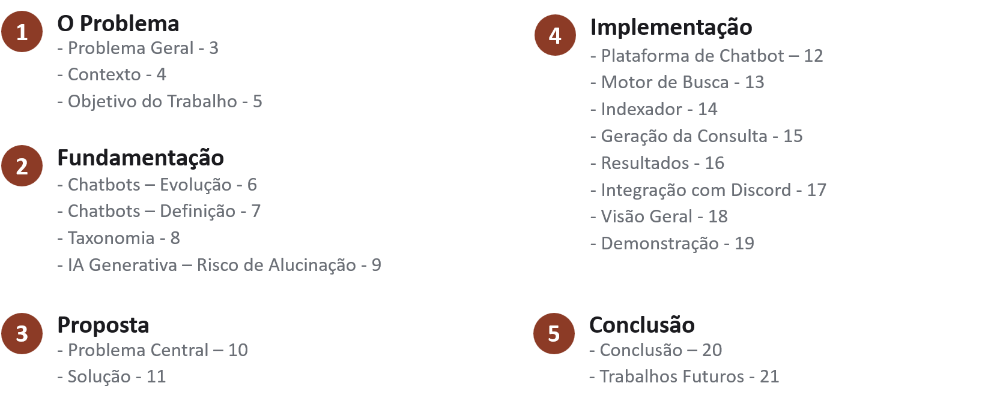 1
O Problema
- Problema Geral - 3
- Contexto - 4
- Objetivo do Trabalho - 5
2
Fundamentação
- Chatbots – Evolução - 6
- Chatbots – Definição - 7
- Taxonomia - 8
- IA Generativa – Risco de Alucinação - 9
3
Proposta
- Problema Central – 10
- Solução - 11
4
Implementação
- Plataforma de Chatbot – 12
- Motor de Busca - 13
- Indexador - 14
- Geração da Consulta - 15
- Resultados - 16
- Integração com Discord - 17
- Visão Geral - 18
- Demonstração - 19
5
Conclusão
- Conclusão – 20
- Trabalhos Futuros - 21